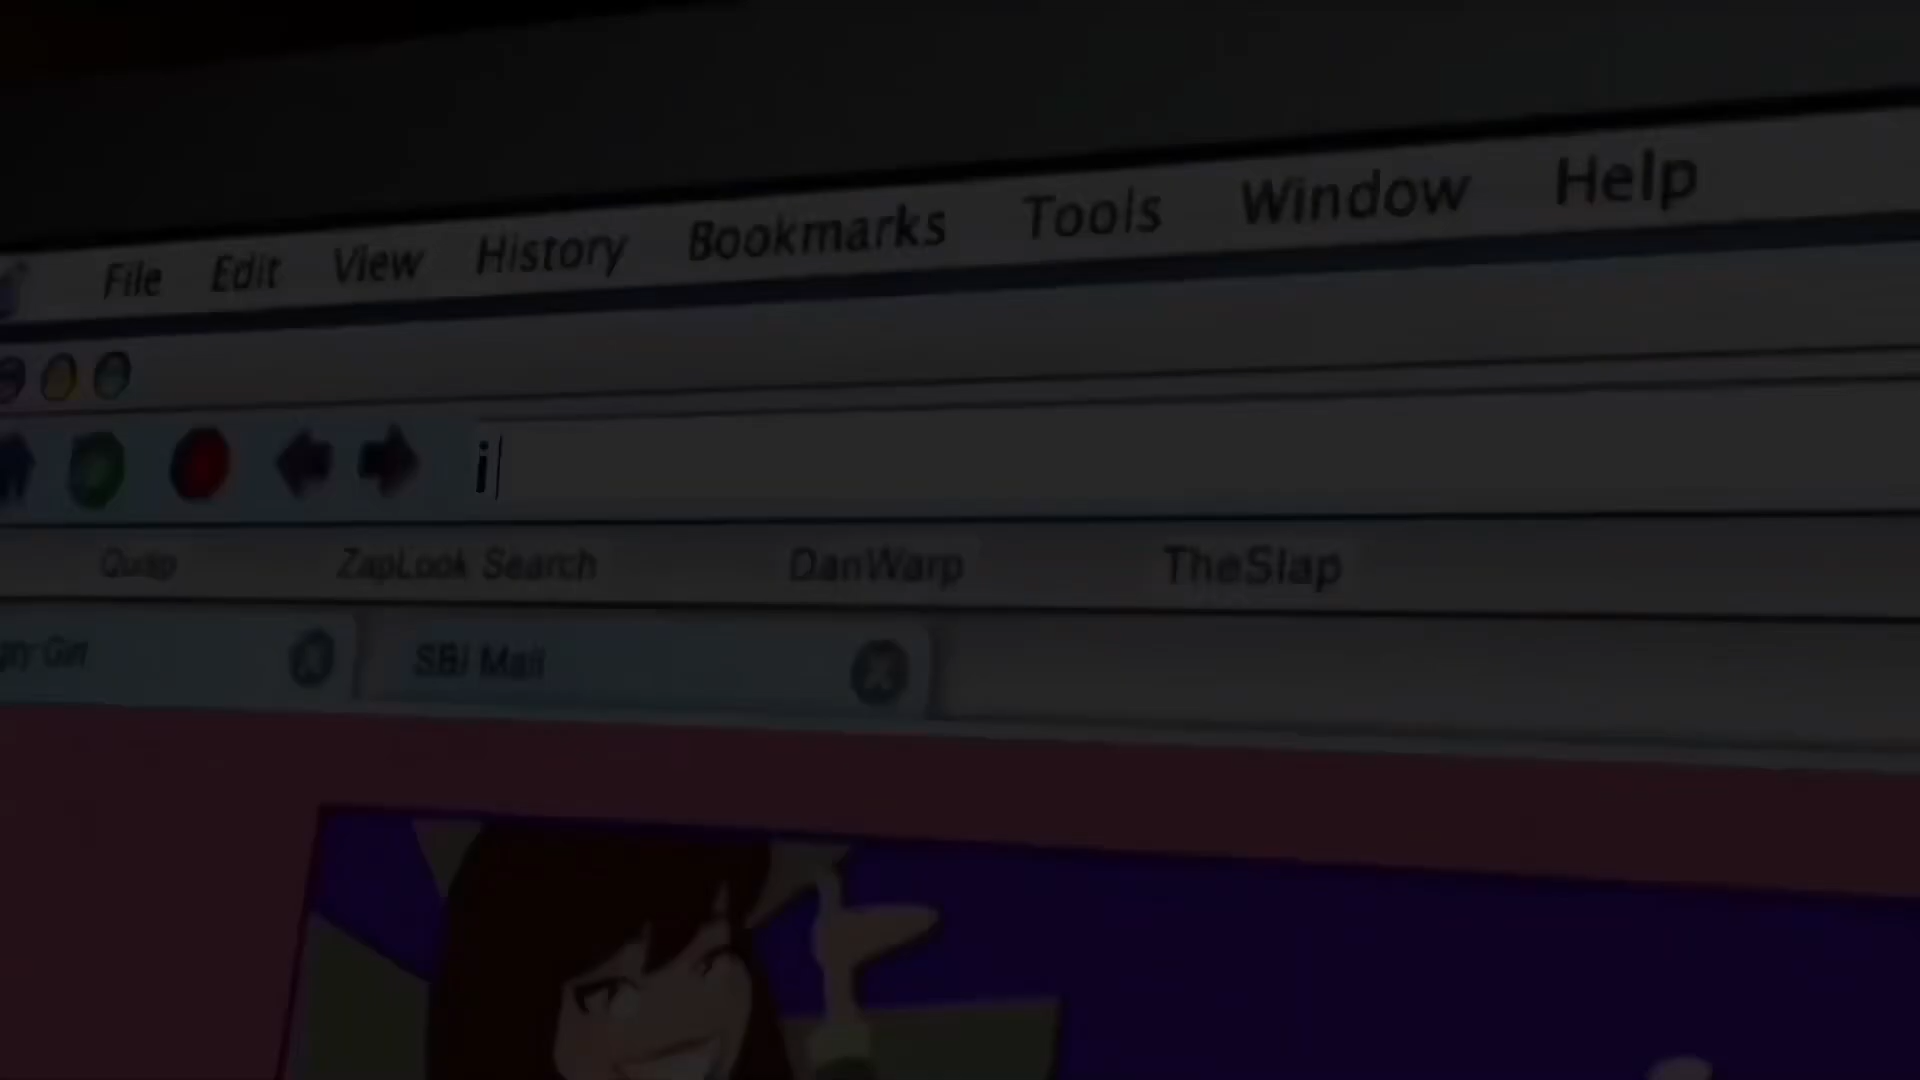 File Edit View History Bookmarks Tools Window Help
i
ZapLook Search DanWarp TheSlap
SBI Mail